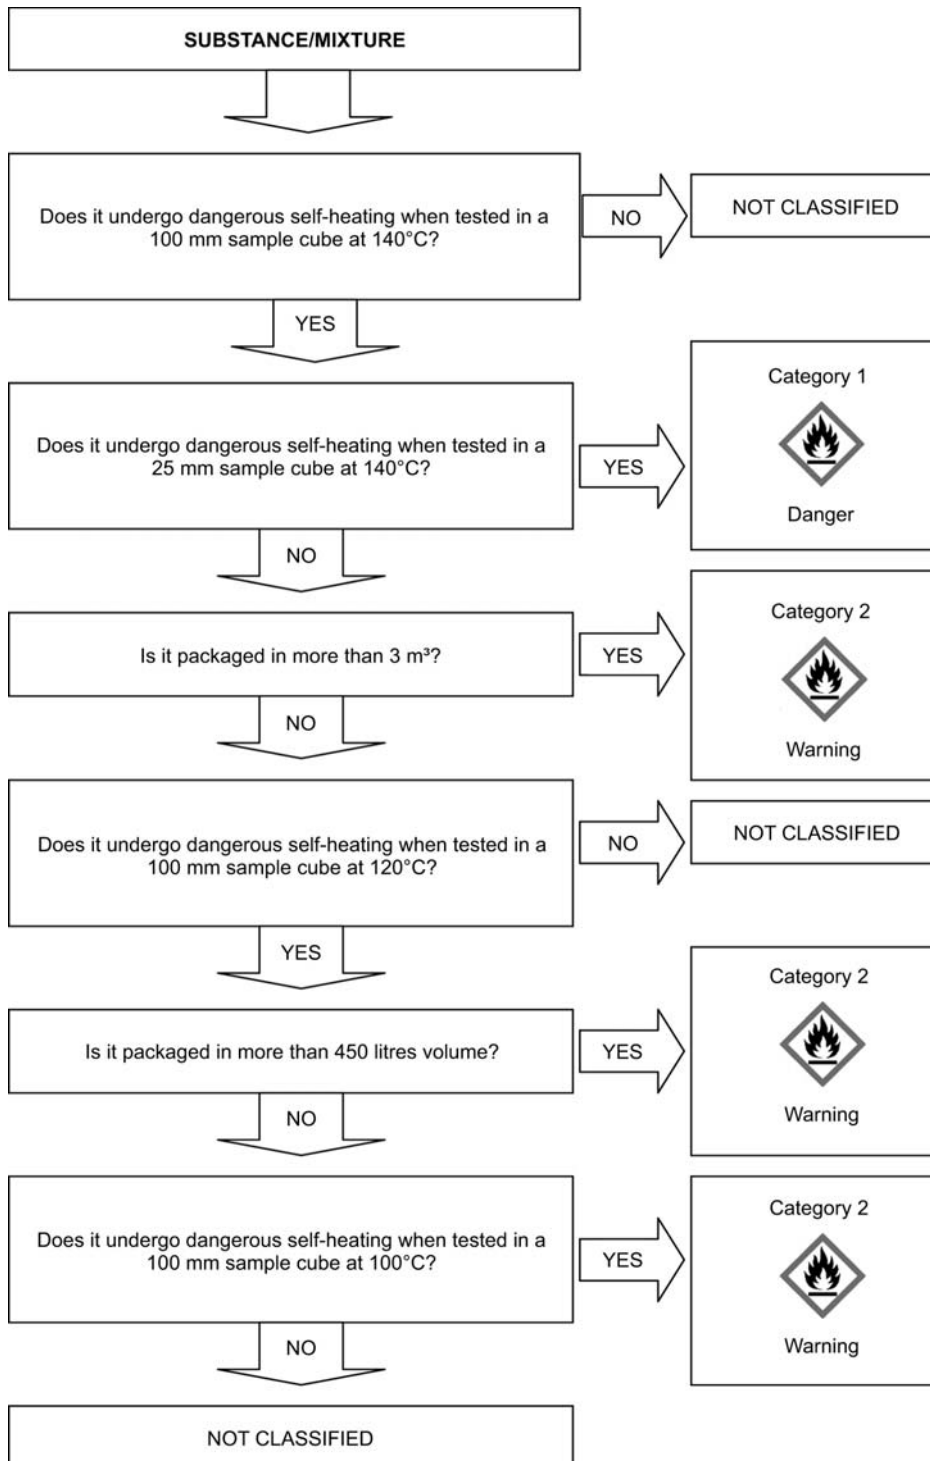 SUBSTANCE/MIXTURE
Does it undergo dangerous self-heating when tested in a
100 mm sample cube at 140°C?
NO
NOT CLASSIFIED
YES
Does it undergo dangerous self-heating when tested in a
25 mm sample cube at 140°C?
YES
Category 1
Danger
NO
Is it packaged in more than 3 m³?
YES
Category 2
Warning
NO
Does it undergo dangerous self-heating when tested in a
100 mm sample cube at 120°C?
NO
NOT CLASSIFIED
YES
Is it packaged in more than 450 litres volume?
YES
Category 2
Warning
NO
Does it undergo dangerous self-heating when tested in a
100 mm sample cube at 100°C?
YES
Category 2
Warning
NO
NOT CLASSIFIED